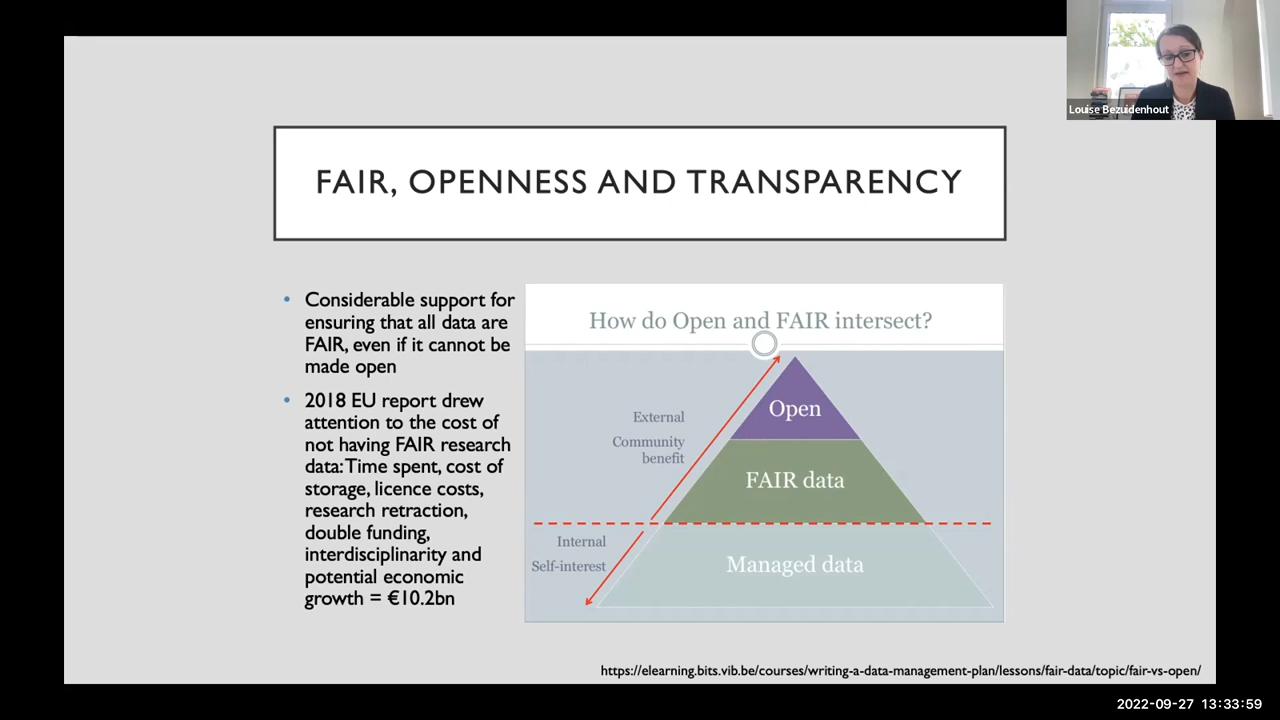 Louise Bezuidenhout
FAIR, OPENNESS AND TRANSPARENCY
• Considerable support for
ensuring that all data are
FAIR, even if it cannot be
made open
• 2018 EU report drew
attention to the cost of
not having FAIR research
data: Time spent, cost of
storage, licence costs,
research retraction,
double funding,
interdisciplinarity and
potential economic
growth = €10.2bn
How do Open and FAIR intersect?
External
Community
benefit
Internal
Self-interest
Open
FAIR data
Managed data
https://elearning.bits.vib.be/courses/writing-a-data-management-plan/lessons/fair-data/topic/fair-vs-open/
2022-09-27 13:33:59